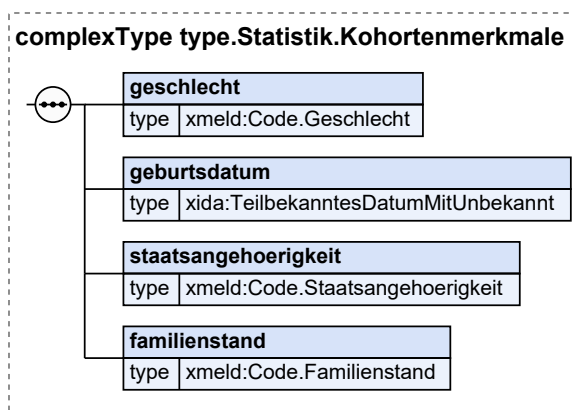 complexType type.Statistik.Kohortenmerkmale
geschlecht
type xmeld:Code.Geschlecht
geburtsdatum
type xida:TeilbekanntesDatumMitUnbekannt
staatsangehoerigkeit
type xmeld:Code.Staatsangehoerigkeit
familienstand
type xmeld:Code.Familienstand